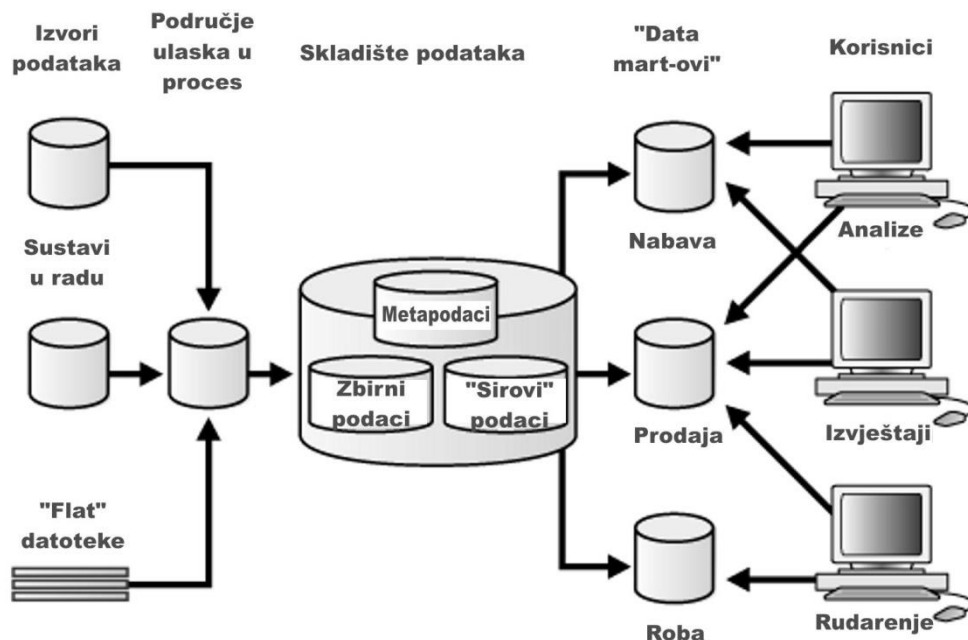 Izvori
podataka
Područje
ulaska u
proces
Skladište podataka
"Data
mart-ovi"
Korisnici
Sustavi
u radu
"Flat"
datoteke
Metapodaci
Zbirni
podaci
"Sirovi"
podaci
Nabava
Prodaja
Roba
Analize
Izvještaji
Rudarenje